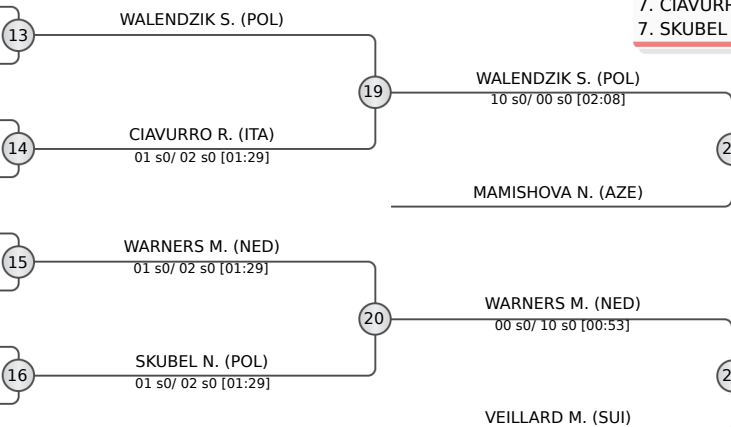 7. CIAVURR
7. SKUBEL
13
WALENDZIK S. (POL)
19
WALENDZIK S. (POL)
10 s0/ 00 s0 [02:08]
14
CIAVURRO R. (ITA)
01 s0/ 02 s0 [01:29]
2
MAMISHOVA N. (AZE)
15
WARNERS M. (NED)
01 s0/ 02 s0 [01:29]
20
WARNERS M. (NED)
00 s0/ 10 s0 [00:53]
16
SKUBEL N. (POL)
01 s0/ 02 s0 [01:29]
2
VEILLARD M. (SUI)